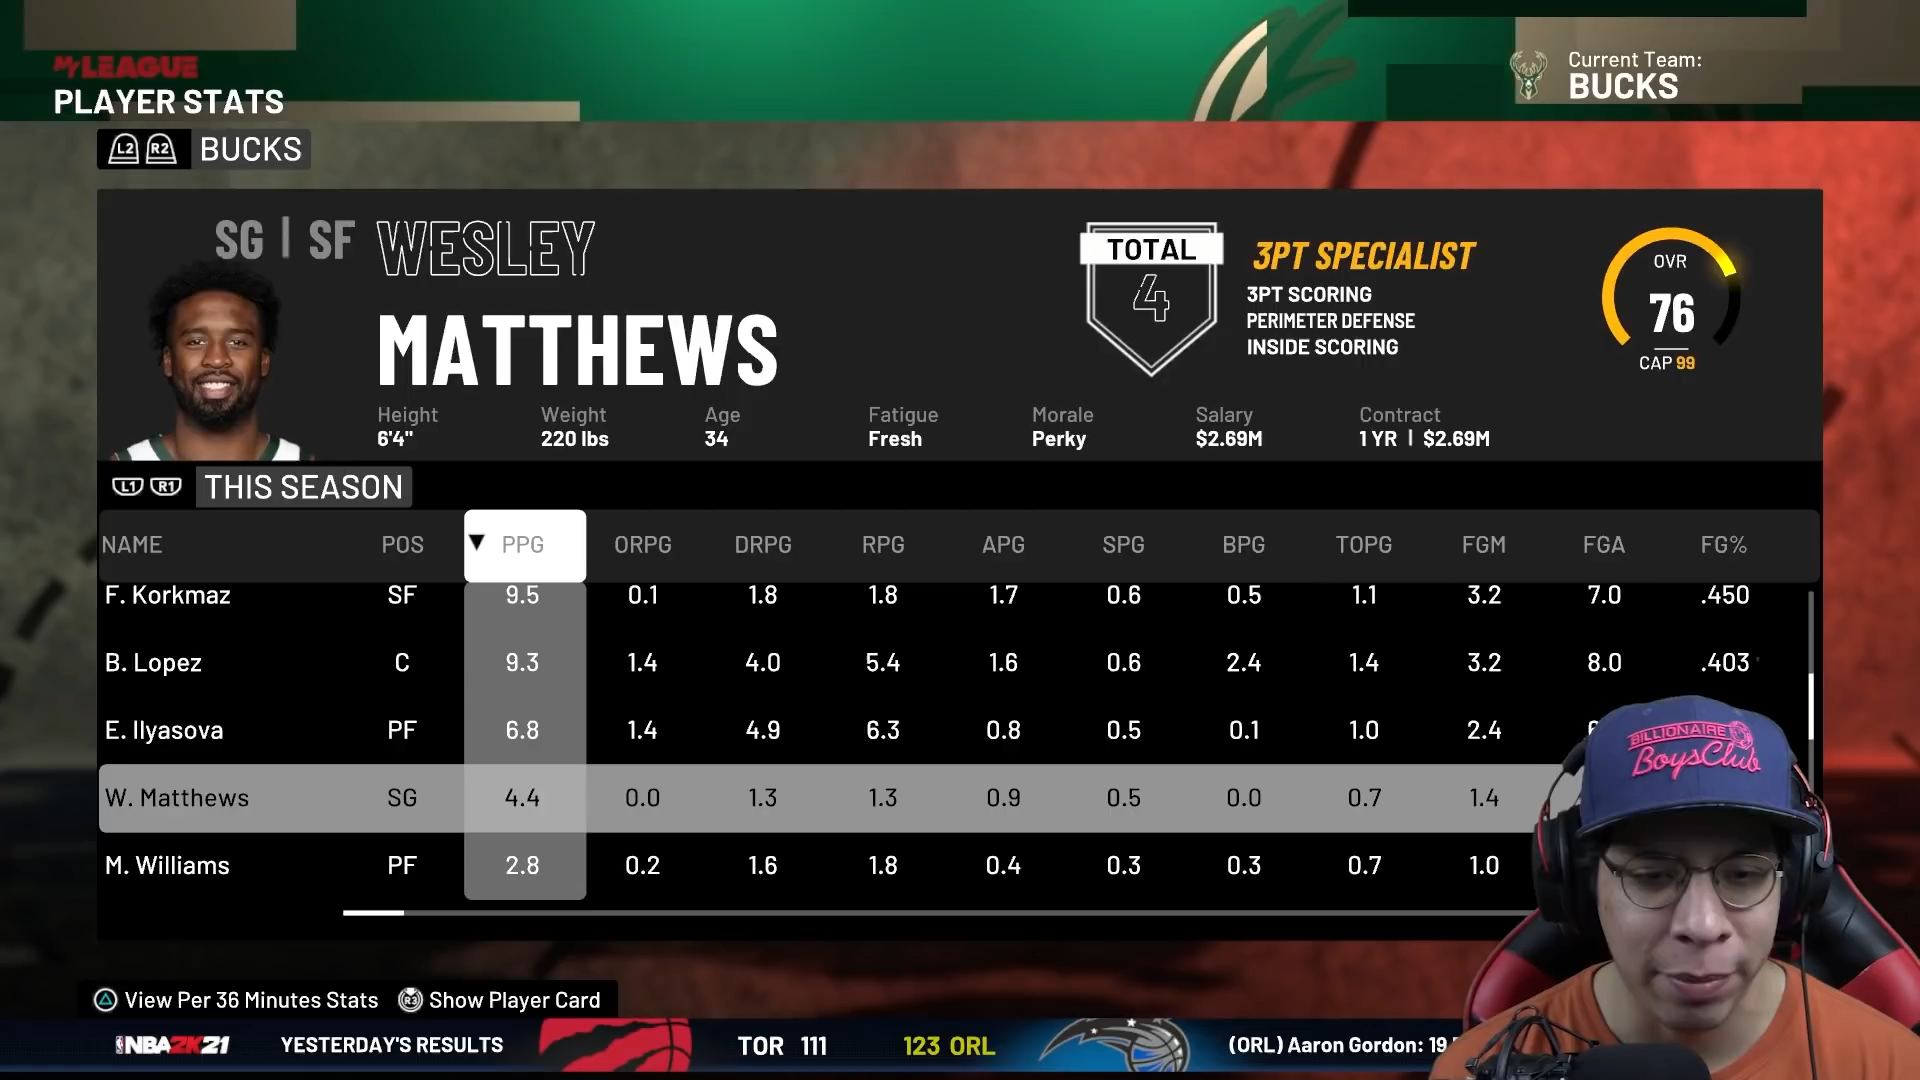 MyLEAGUE
PLAYER STATS
Current Team:
BUCKS
L2 R2 BUCKS
SG | SF WESLEY
MATTHEWS
TOTAL
4
3PT SPECIALIST
3PT SCORING
PERIMETER DEFENSE
INSIDE SCORING
OVR
76
CAP 99
Height Weight Age Fatigue Morale Salary Contract
6'4" 220 lbs 34 Fresh Perky $2.69M 1 YR | $2.69M
L1 R1 THIS SEASON
NAME POS PPG ORPG DRPG RPG APG SPG BPG TOPG FGM FGA FG%
F. Korkmaz SF 9.5 0.1 1.8 1.8 1.7 0.6 0.5 1.1 3.2 7.0 .450
B. Lopez C 9.3 1.4 4.0 5.4 1.6 0.6 2.4 1.4 3.2 8.0 .403
E. Ilyasova PF 6.8 1.4 4.9 6.3 0.8 0.5 0.1 1.0 2.4
W. Matthews SG 4.4 0.0 1.3 1.3 0.9 0.5 0.0 0.7 1.4
M. Williams PF 2.8 0.2 1.6 1.8 0.4 0.3 0.3 0.7 1.0
BILLIONAIRE
Boys Club
View Per 36 Minutes Stats R3 Show Player Card
NBA2K21 YESTERDAY'S RESULTS TOR 111 123 ORL (ORL) Aaron Gordon: 19